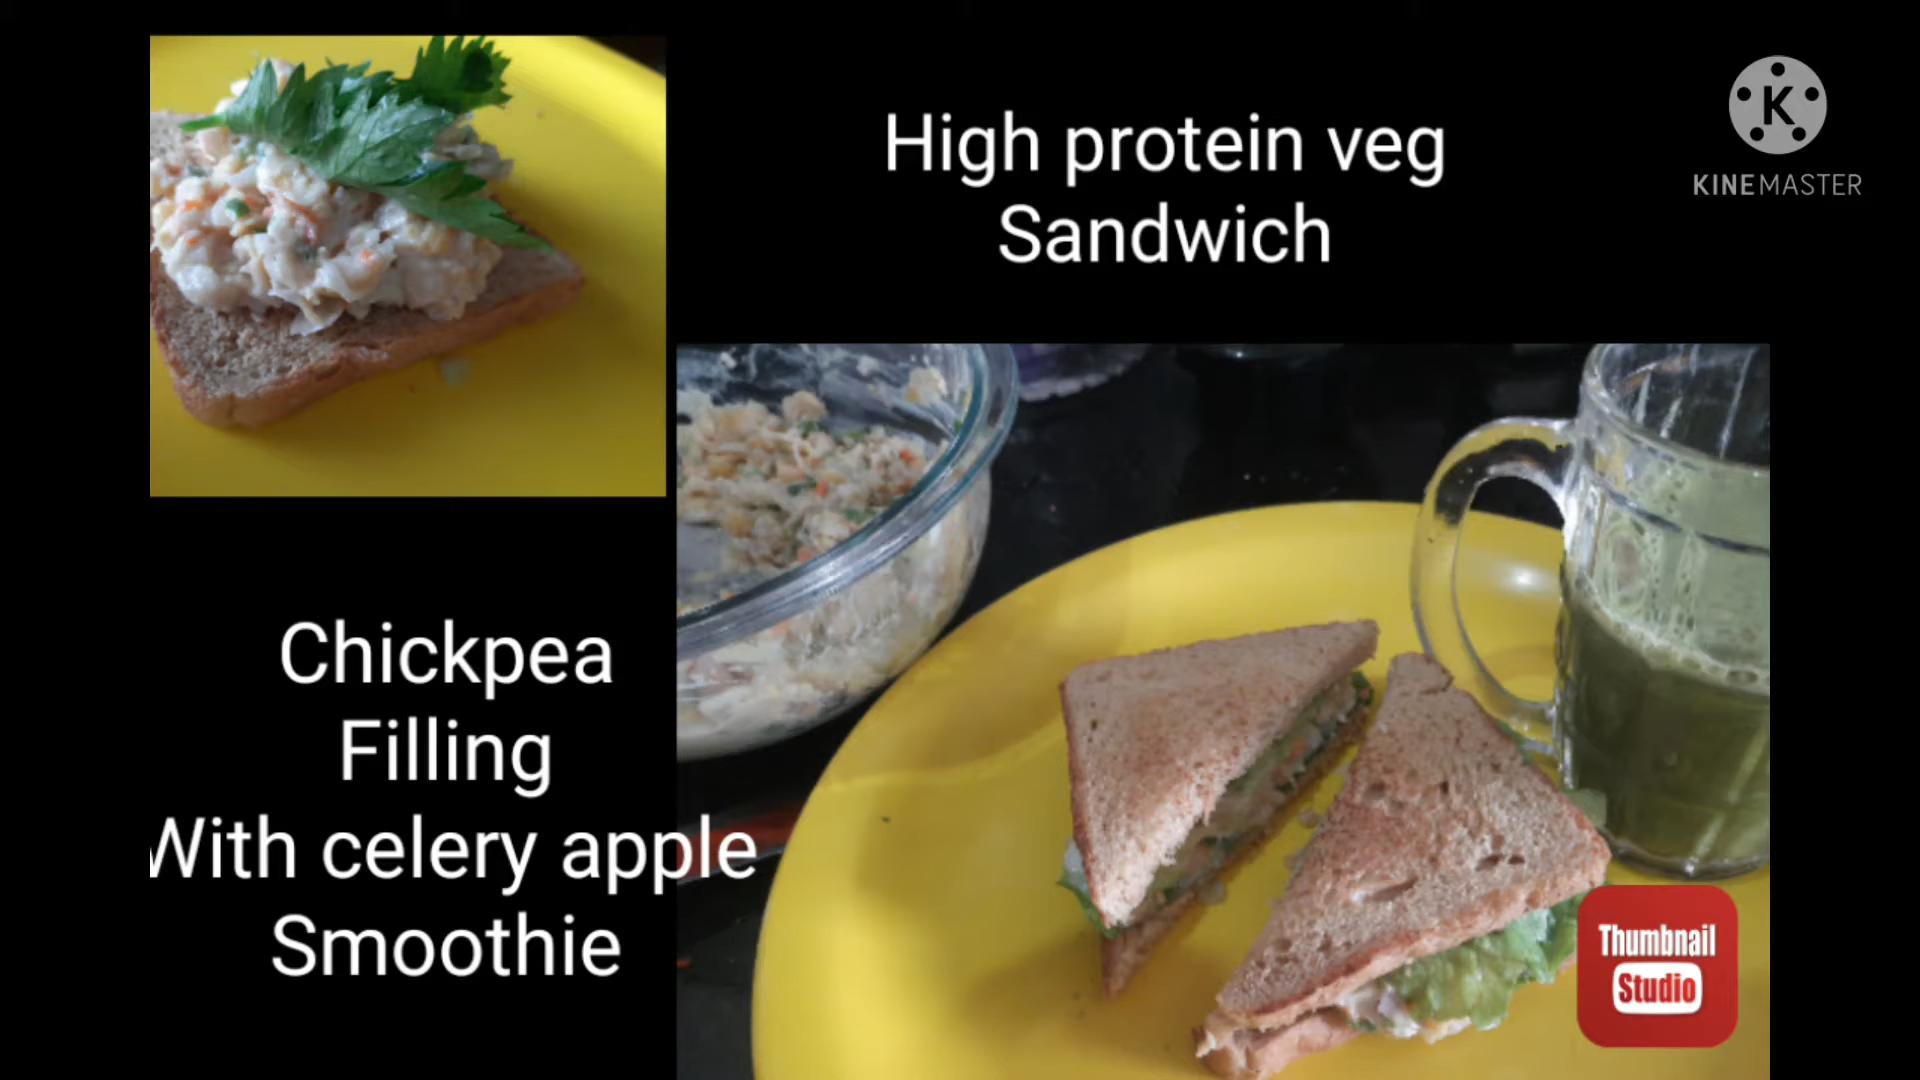 High protein veg
Sandwich
K
KINEMASTER
Chickpea
Filling
With celery apple
Smoothie
Thumbnail
Studio